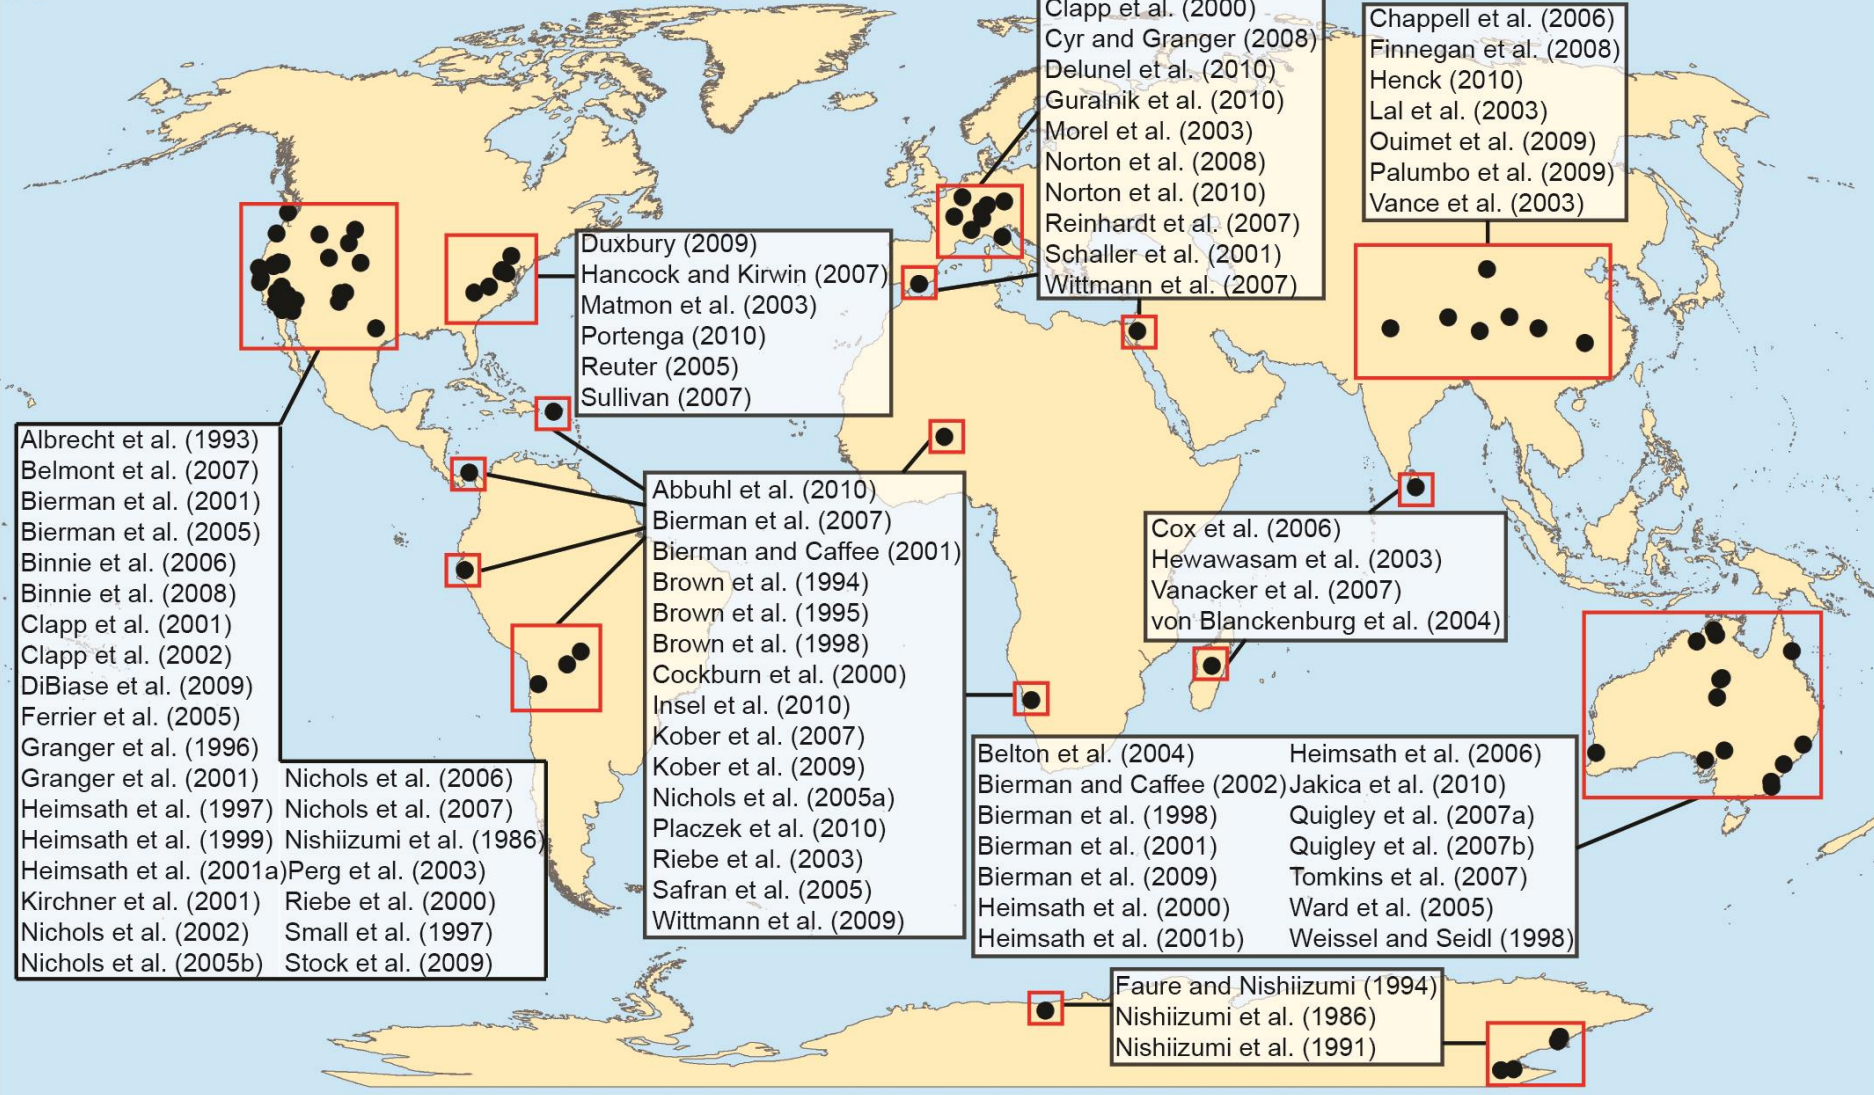 Clapp et al. (2000)
Cyr and Granger (2008)
Delunel et al. (2010)
Guralnik et al. (2010)
Morel et al. (2003)
Norton et al. (2008)
Norton et al. (2010)
Reinhardt et al. (2007)
Schaller et al. (2001)
Wittmann et al. (2007)
Chappell et al. (2006)
Finnegan et al. (2008)
Henck (2010)
Lal et al. (2003)
Ouimet et al. (2009)
Palumbo et al. (2009)
Vance et al. (2003)
Duxbury (2009)
Hancock and Kirwin (2007)
Matmon et al. (2003)
Portenga (2010)
Reuter (2005)
Sullivan (2007)
Albrecht et al. (1993)
Belmont et al. (2007)
Bierman et al. (2001)
Bierman et al. (2005)
Binnie et al. (2006)
Binnie et al. (2008)
Clapp et al. (2001)
Clapp et al. (2002)
DiBiase et al. (2009)
Ferrier et al. (2005)
Granger et al. (1996)
Granger et al. (2001)
Heimsath et al. (1997)
Heimsath et al. (1999)
Heimsath et al. (2001a)
Kirchner et al. (2001)
Nichols et al. (2002)
Nichols et al. (2005b)
Nichols et al. (2006)
Nichols et al. (2007)
Nishiizumi et al. (1986)
Perg et al. (2003)
Riebe et al. (2000)
Small et al. (1997)
Stock et al. (2009)
Abbuhl et al. (2010)
Bierman et al. (2007)
Bierman and Caffee (2001)
Brown et al. (1994)
Brown et al. (1995)
Brown et al. (1998)
Cockburn et al. (2000)
Insel et al. (2010)
Kober et al. (2007)
Kober et al. (2009)
Nichols et al. (2005a)
Placzek et al. (2010)
Riebe et al. (2003)
Safran et al. (2005)
Wittmann et al. (2009)
Cox et al. (2006)
Hewawasam et al. (2003)
Vanacker et al. (2007)
von Blanckenburg et al. (2004)
Belton et al. (2004)
Bierman and Caffee (2002)
Bierman et al. (1998)
Bierman et al. (2001)
Bierman et al. (2009)
Heimsath et al. (2000)
Heimsath et al. (2001b)
Heimsath et al. (2006)
Jakica et al. (2010)
Quigley et al. (2007a)
Quigley et al. (2007b)
Tomkins et al. (2007)
Ward et al. (2005)
Weissel and Seidl (1998)
Faure and Nishiizumi (1994)
Nishiizumi et al. (1986)
Nishiizumi et al. (1991)